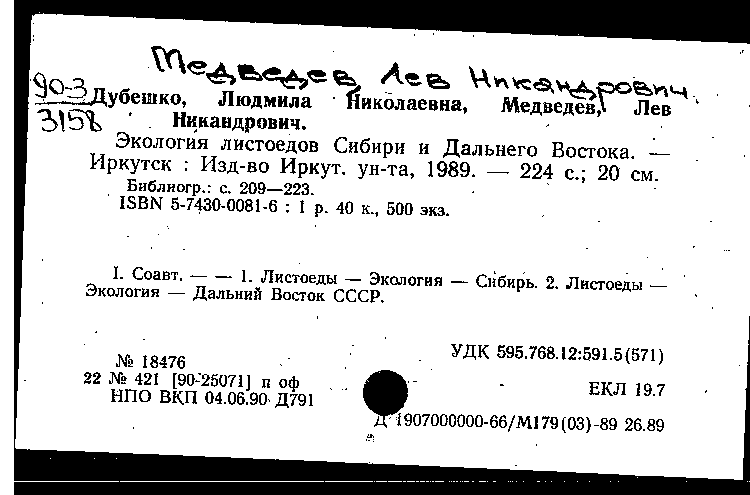 Медведев Лев Никандрович
90-3
3158
Дубешко, Людмила Николаевна, Медведев, Лев
Никандрович.
Экология листоедов Сибири и Дальнего Востока. —
Иркутск : Изд-во Иркут. ун-та, 1989. — 224 с.; 20 см.
Библиогр.: с. 209—223.
ISBN 5-7430-0081-6 : 1 р. 40 к., 500 экз.
I. Соавт. — — 1. Листоеды — Экология — Сибирь. 2. Листоеды —
Экология — Дальний Восток СССР.
УДК 595.768.12:591.5(571)
№ 18476
22 № 421 [90-25071] п оф
ЕКЛ 19.7
НПО ВКП 04.06.90 Д791
Д 1907000000-66/М179(03)-89 26.89